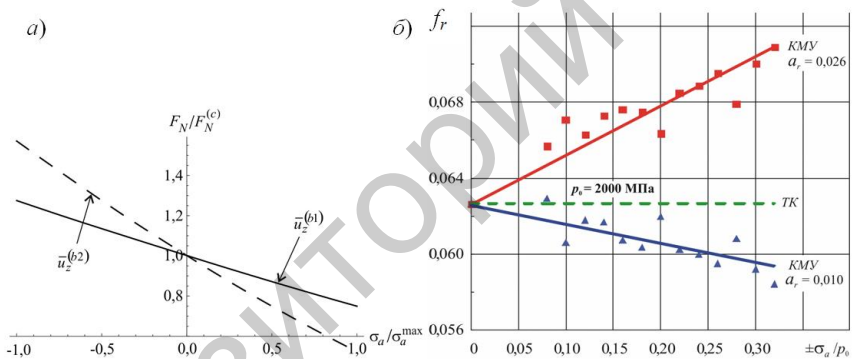 а)
F_N/F_N^(c)
1,4
1,2
1,0
0,8
ū_z^(b2)
ū_z^(b1)
-1,0
-0,5
0,0
0,5
1,0
σ_a/σ_a^max
б)
f_r
0,068
0,064
0,060
0,056
КМУ
a_r = 0,026
p_0 = 2000 МПа
ТК
КМУ
a_r = 0,010
0
0,05
0,10
0,15
0,20
0,25
0,30
±σ_a/p_0